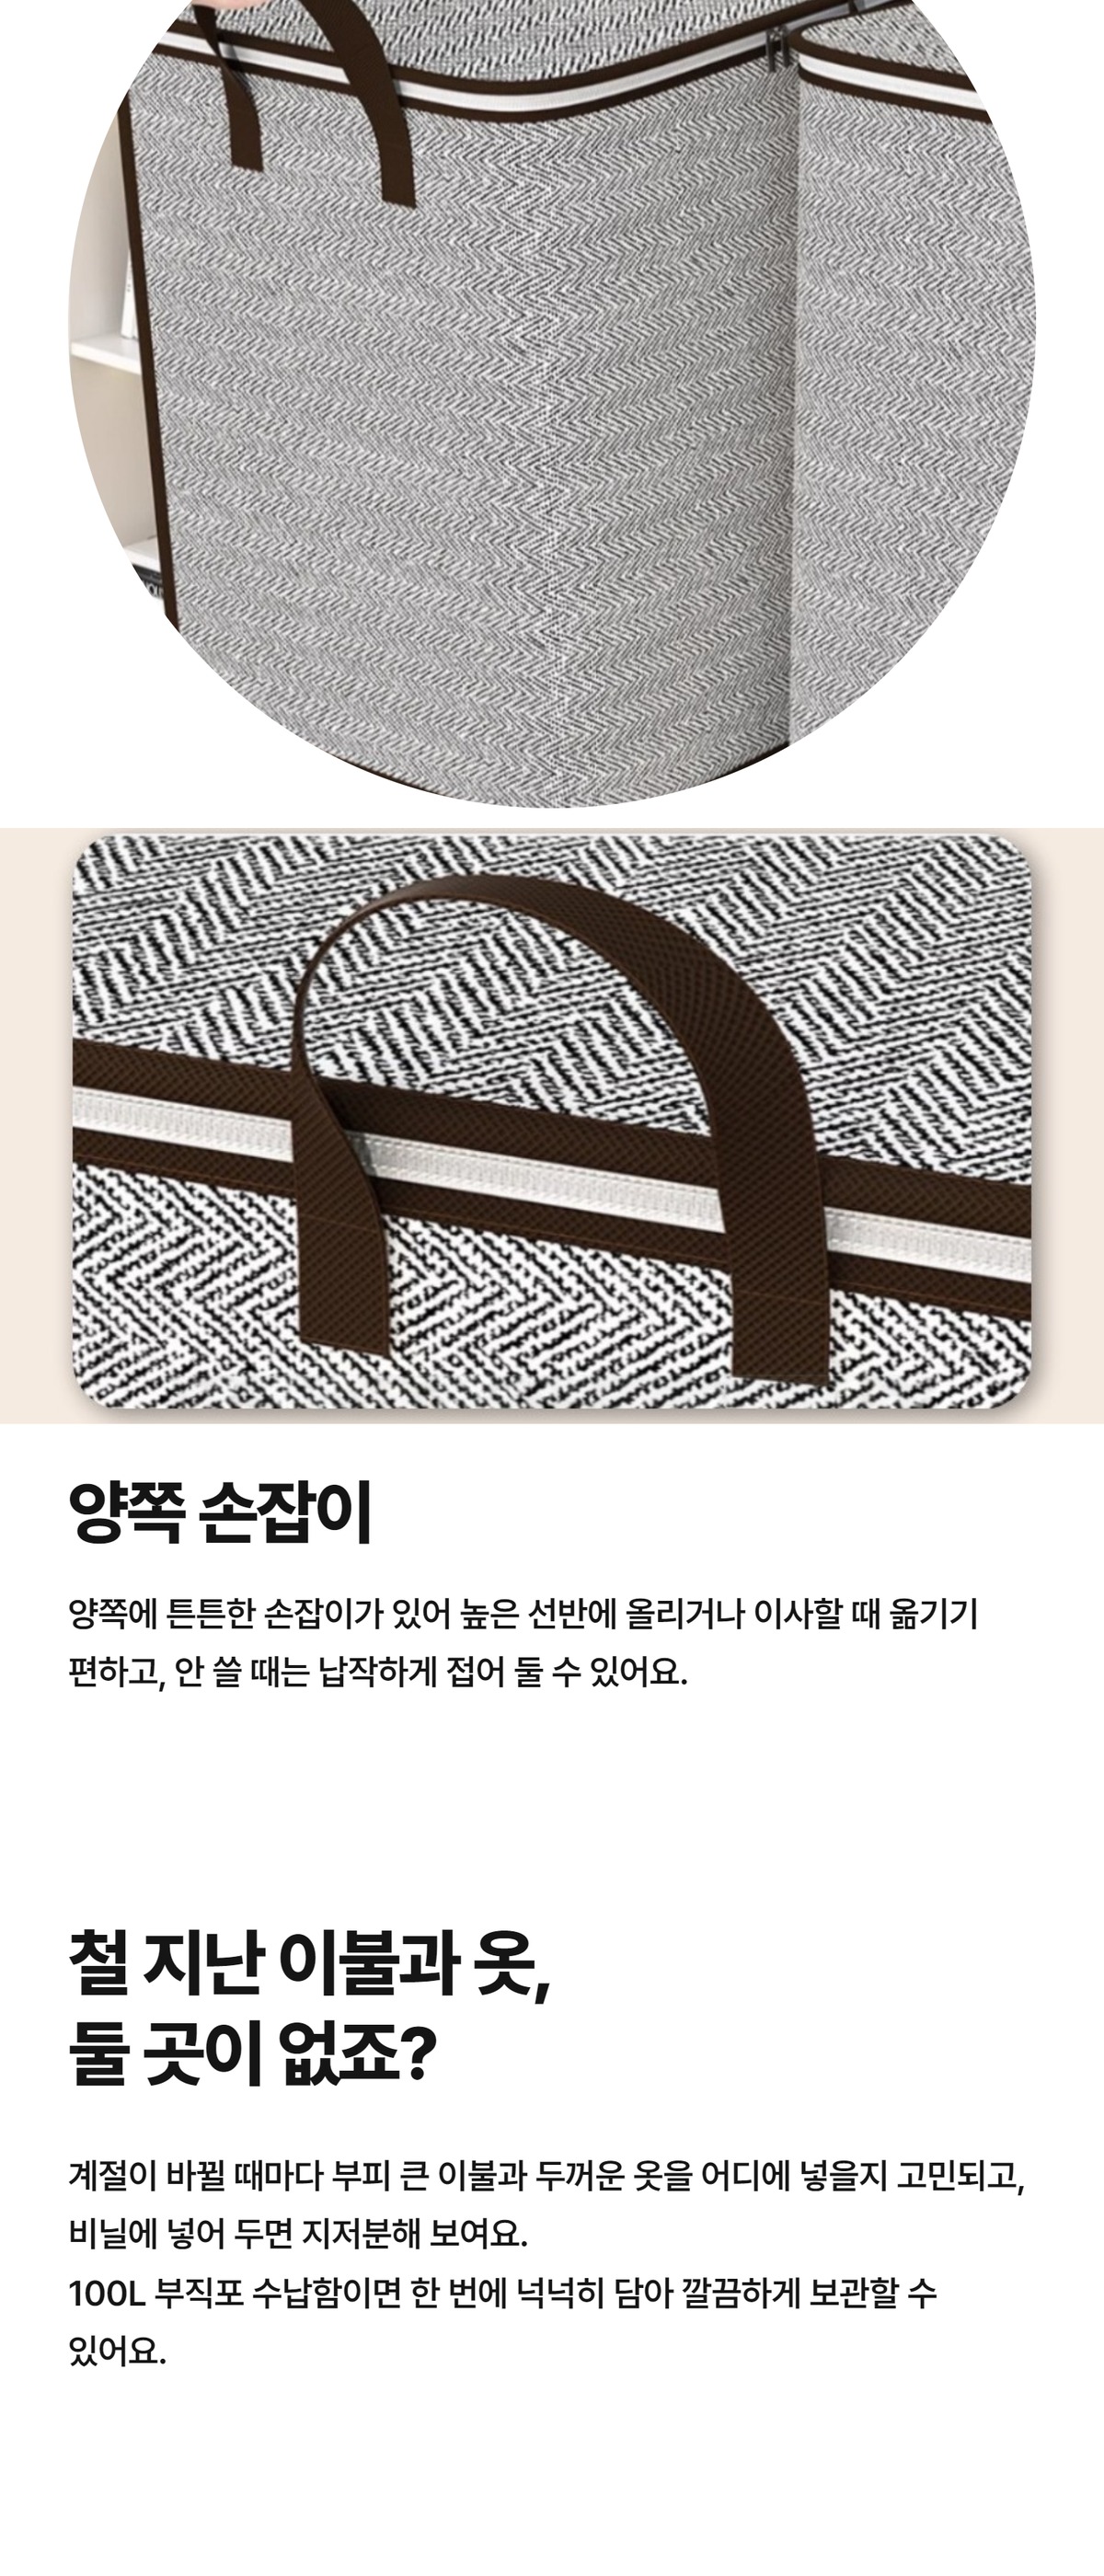 양쪽 손잡이
양쪽에 튼튼한 손잡이가 있어 높은 선반에 올리거나 이사할 때 옮기기
편하고, 안 쓸 때는 납작하게 접어 둘 수 있어요.
철 지난 이불과 옷,
둘 곳이 없죠?
계절이 바뀔 때마다 부피 큰 이불과 두꺼운 옷을 어디에 넣을지 고민되고,
비닐에 넣어 두면 지저분해 보여요.
100L 부직포 수납함이면 한 번에 넉넉히 담아 깔끔하게 보관할 수
있어요.